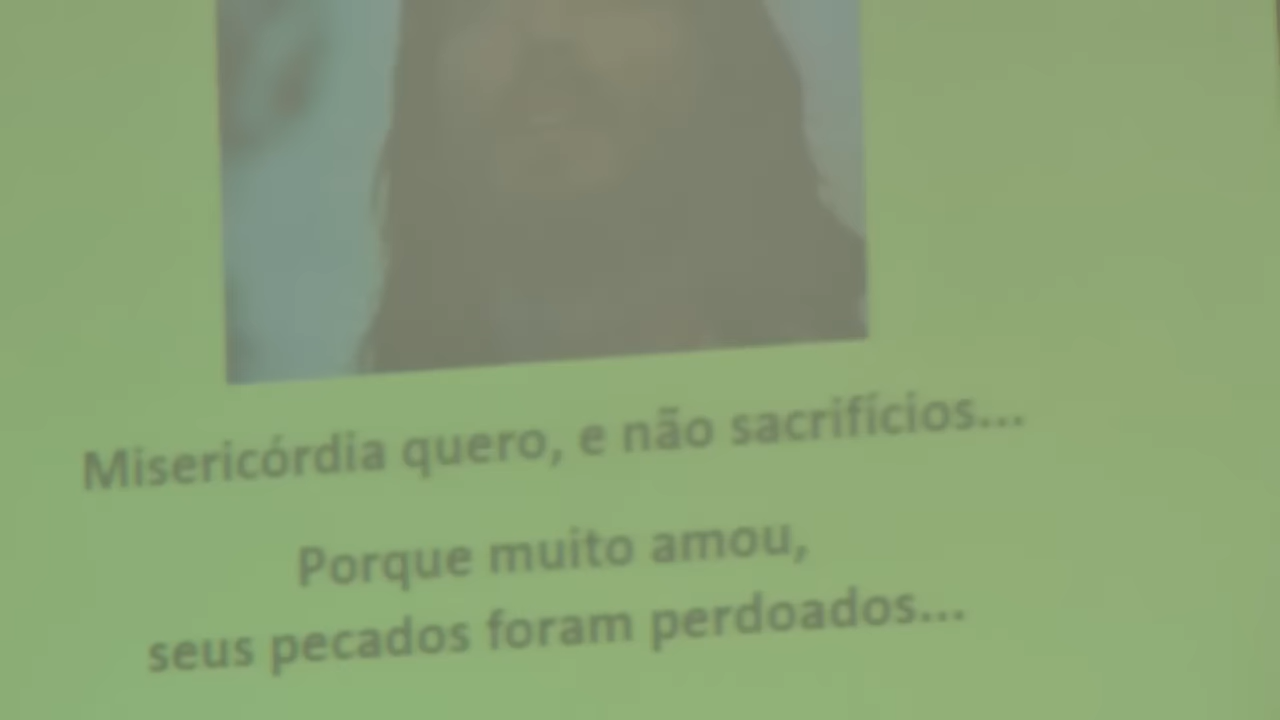 Misericórdia quero, e não sacrifícios...
Porque muito amou,
seus pecados foram perdoados...